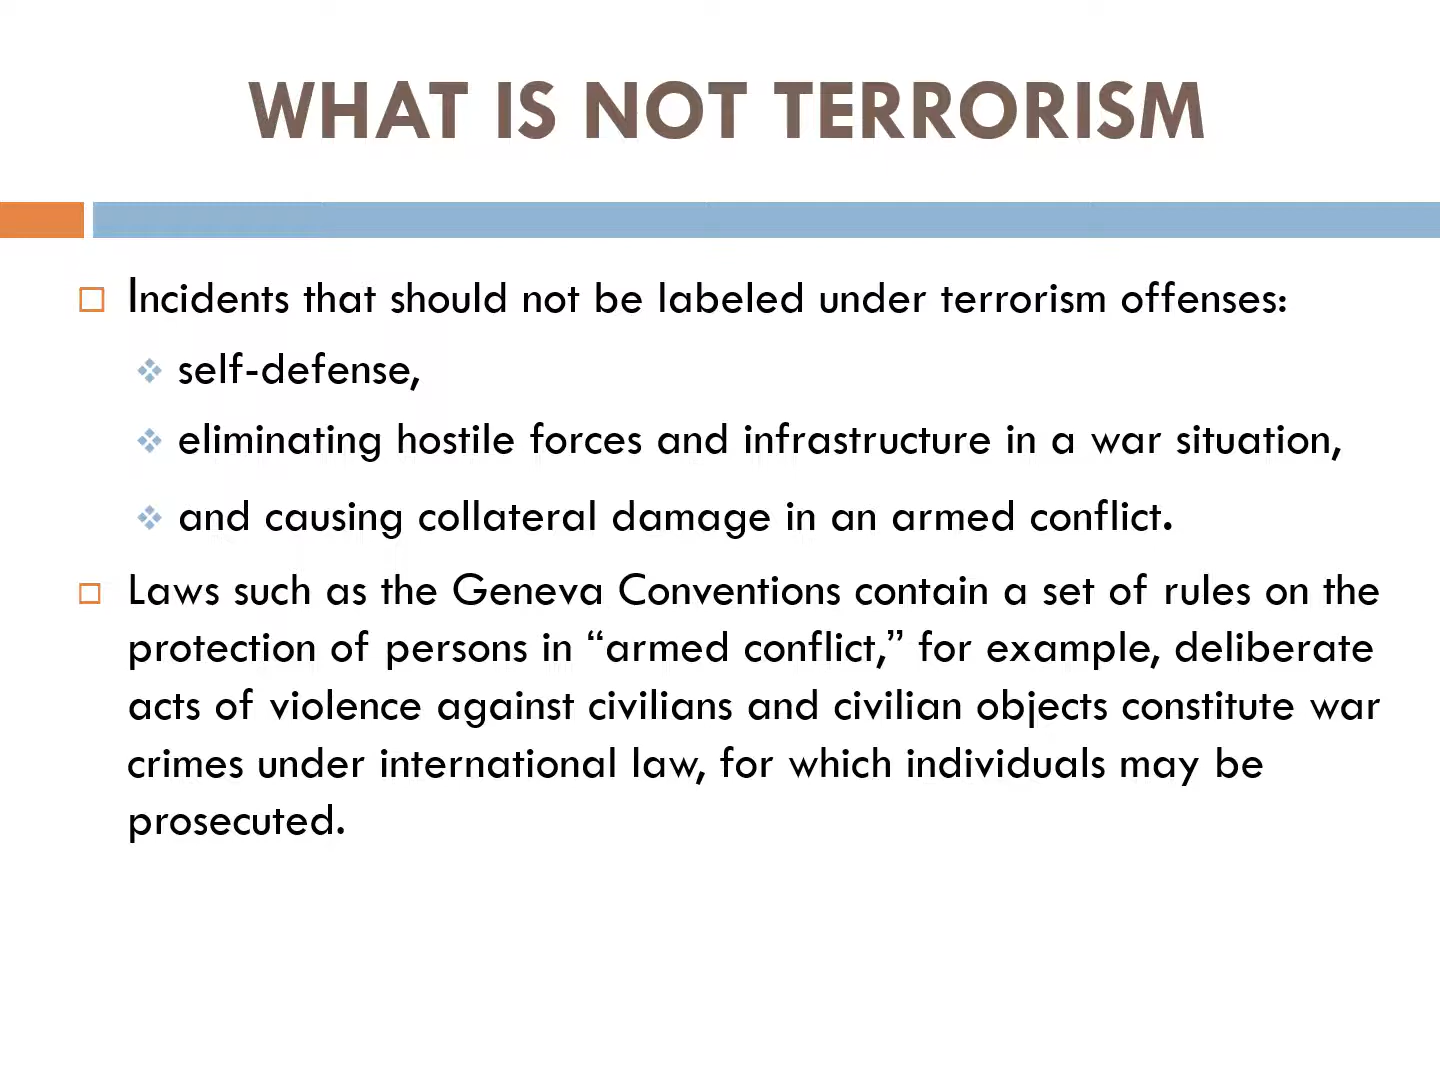 WHAT IS NOT TERRORISM
Incidents that should not be labeled under terrorism offenses:
self-defense,
eliminating hostile forces and infrastructure in a war situation,
and causing collateral damage in an armed conflict.
Laws such as the Geneva Conventions contain a set of rules on the
protection of persons in “armed conflict,” for example, deliberate
acts of violence against civilians and civilian objects constitute war
crimes under international law, for which individuals may be
prosecuted.